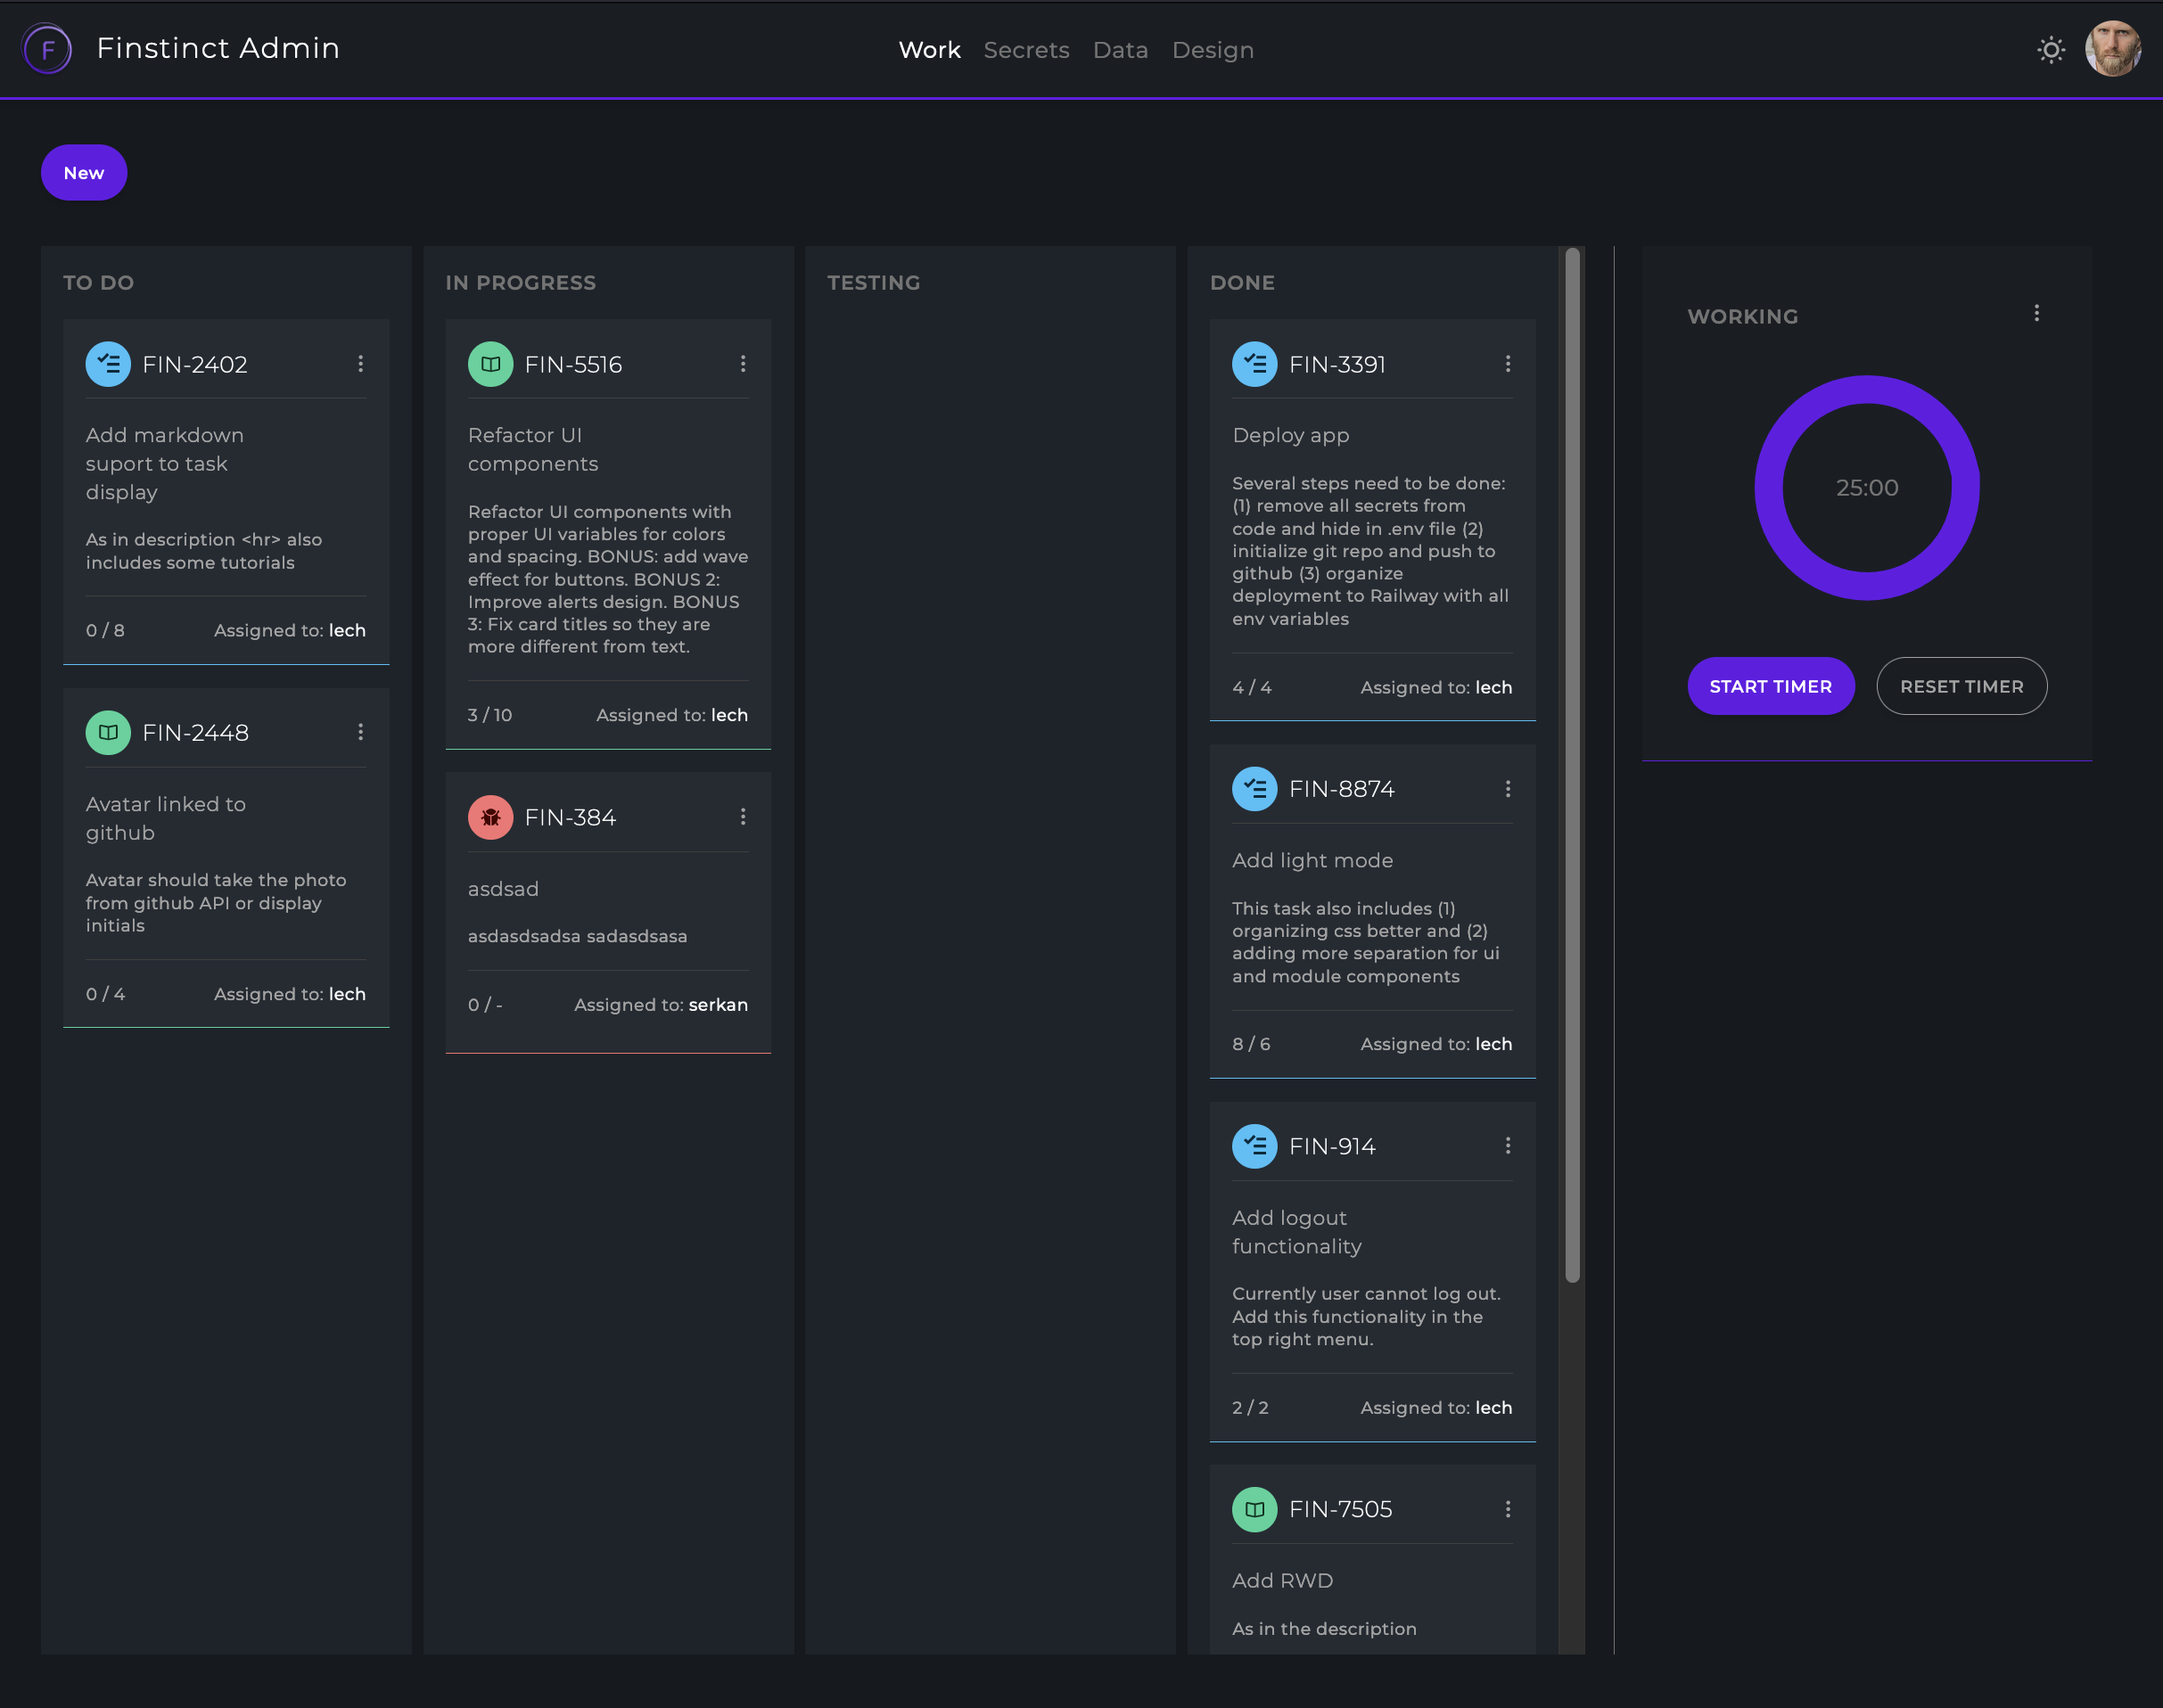 F
Finstinct Admin
Work Secrets Data Design
New
TO DO
FIN-2402
Add markdown
suport to task
display
As in description <hr> also
includes some tutorials
0 / 8 Assigned to: lech
FIN-2448
Avatar linked to
github
Avatar should take the photo
from github API or display
initials
0 / 4 Assigned to: lech
IN PROGRESS
FIN-5516
Refactor UI
components
Refactor UI components with
proper UI variables for colors
and spacing. BONUS: add wave
effect for buttons. BONUS 2:
Improve alerts design. BONUS
3: Fix card titles so they are
more different from text.
3 / 10 Assigned to: lech
FIN-384
asdsad
asdasdsadsa sadasdsasa
0 / - Assigned to: serkan
TESTING
DONE
FIN-3391
Deploy app
Several steps need to be done:
(1) remove all secrets from
code and hide in .env file (2)
initialize git repo and push to
github (3) organize
deployment to Railway with all
env variables
4 / 4 Assigned to: lech
FIN-8874
Add light mode
This task also includes (1)
organizing css better and (2)
adding more separation for ui
and module components
8 / 6 Assigned to: lech
FIN-914
Add logout
functionality
Currently user cannot log out.
Add this functionality in the
top right menu.
2 / 2 Assigned to: lech
FIN-7505
Add RWD
As in the description
WORKING
25:00
START TIMER RESET TIMER